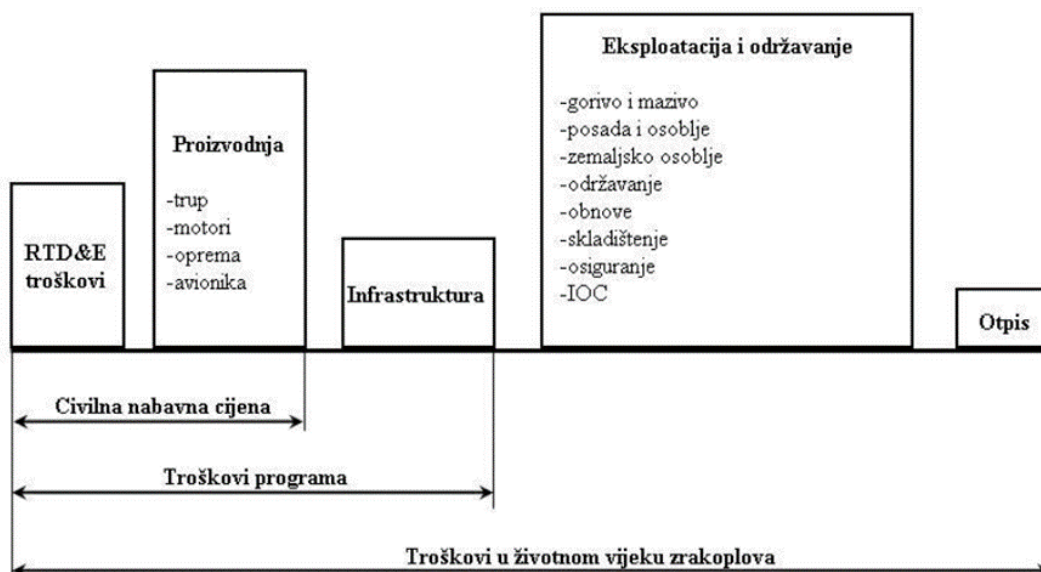 RTD&E
troškovi
Proizvodnja
-trup
-motori
-oprema
-avionika
Infrastruktura
Eksploatacija i održavanje
-gorivo i mazivo
-posada i osoblje
-zemaljsko osoblje
-održavanje
-obnove
-skladištenje
-osiguranje
-IOC
Otpis
Civilna nabavna cijena
Troškovi programa
Troškovi u životnom vijeku zrakoplova